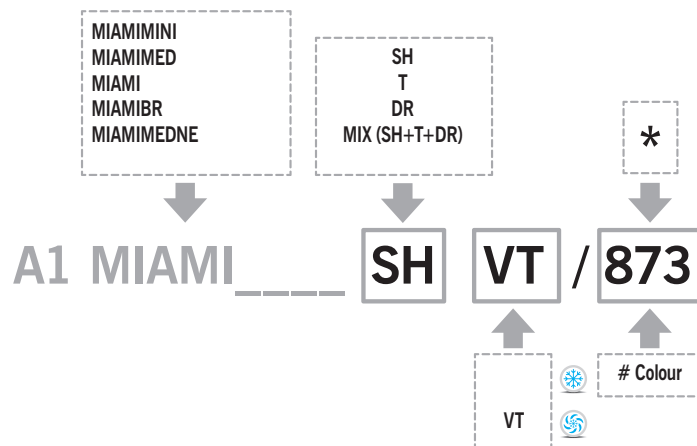 MIAMIMINI
MIAMIMED
MIAMI
MIAMIBR
MIAMIMEDNE
SH
T
DR
MIX (SH+T+DR)
*
A1 MIAMI____ SH VT / 873
VT
# Colour